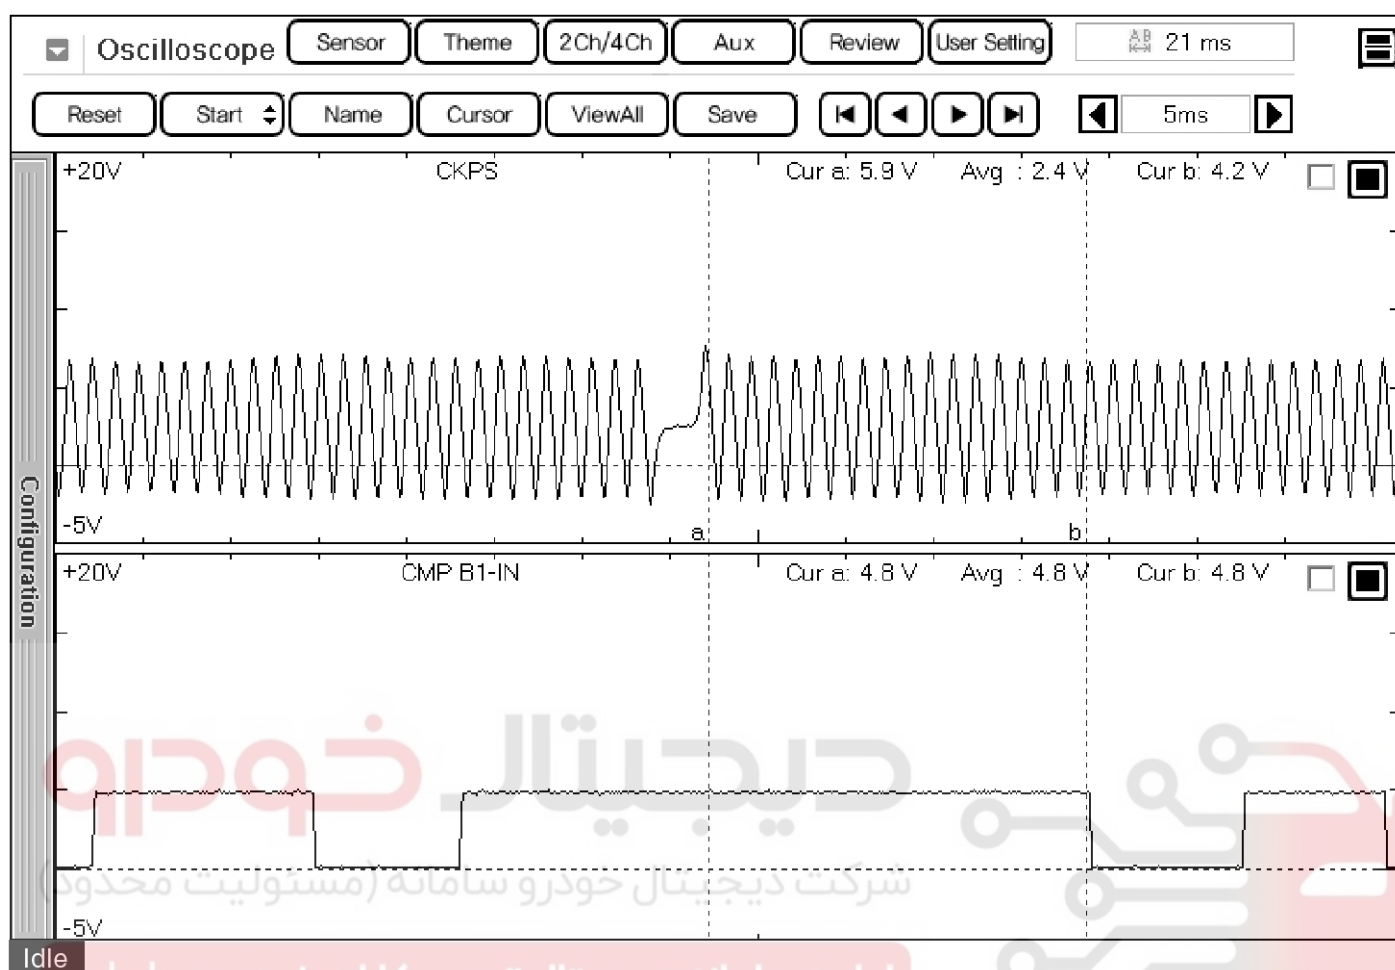 Oscilloscope Sensor Theme 2Ch/4Ch Aux Review User Setting AB 21 ms
Reset Start Name Cursor ViewAll Save 5ms
+20V CKPS Cur a: 5.9 V Avg : 2.4 V Cur b: 4.2 V
-5V a b
Configuration
+20V CMP B1-IN Cur a: 4.8 V Avg : 4.8 V Cur b: 4.8 V
دیجیتال خودرو
شرکت دیجیتال خودرو سامانه (مسئولیت محدود)
-5V
Idle